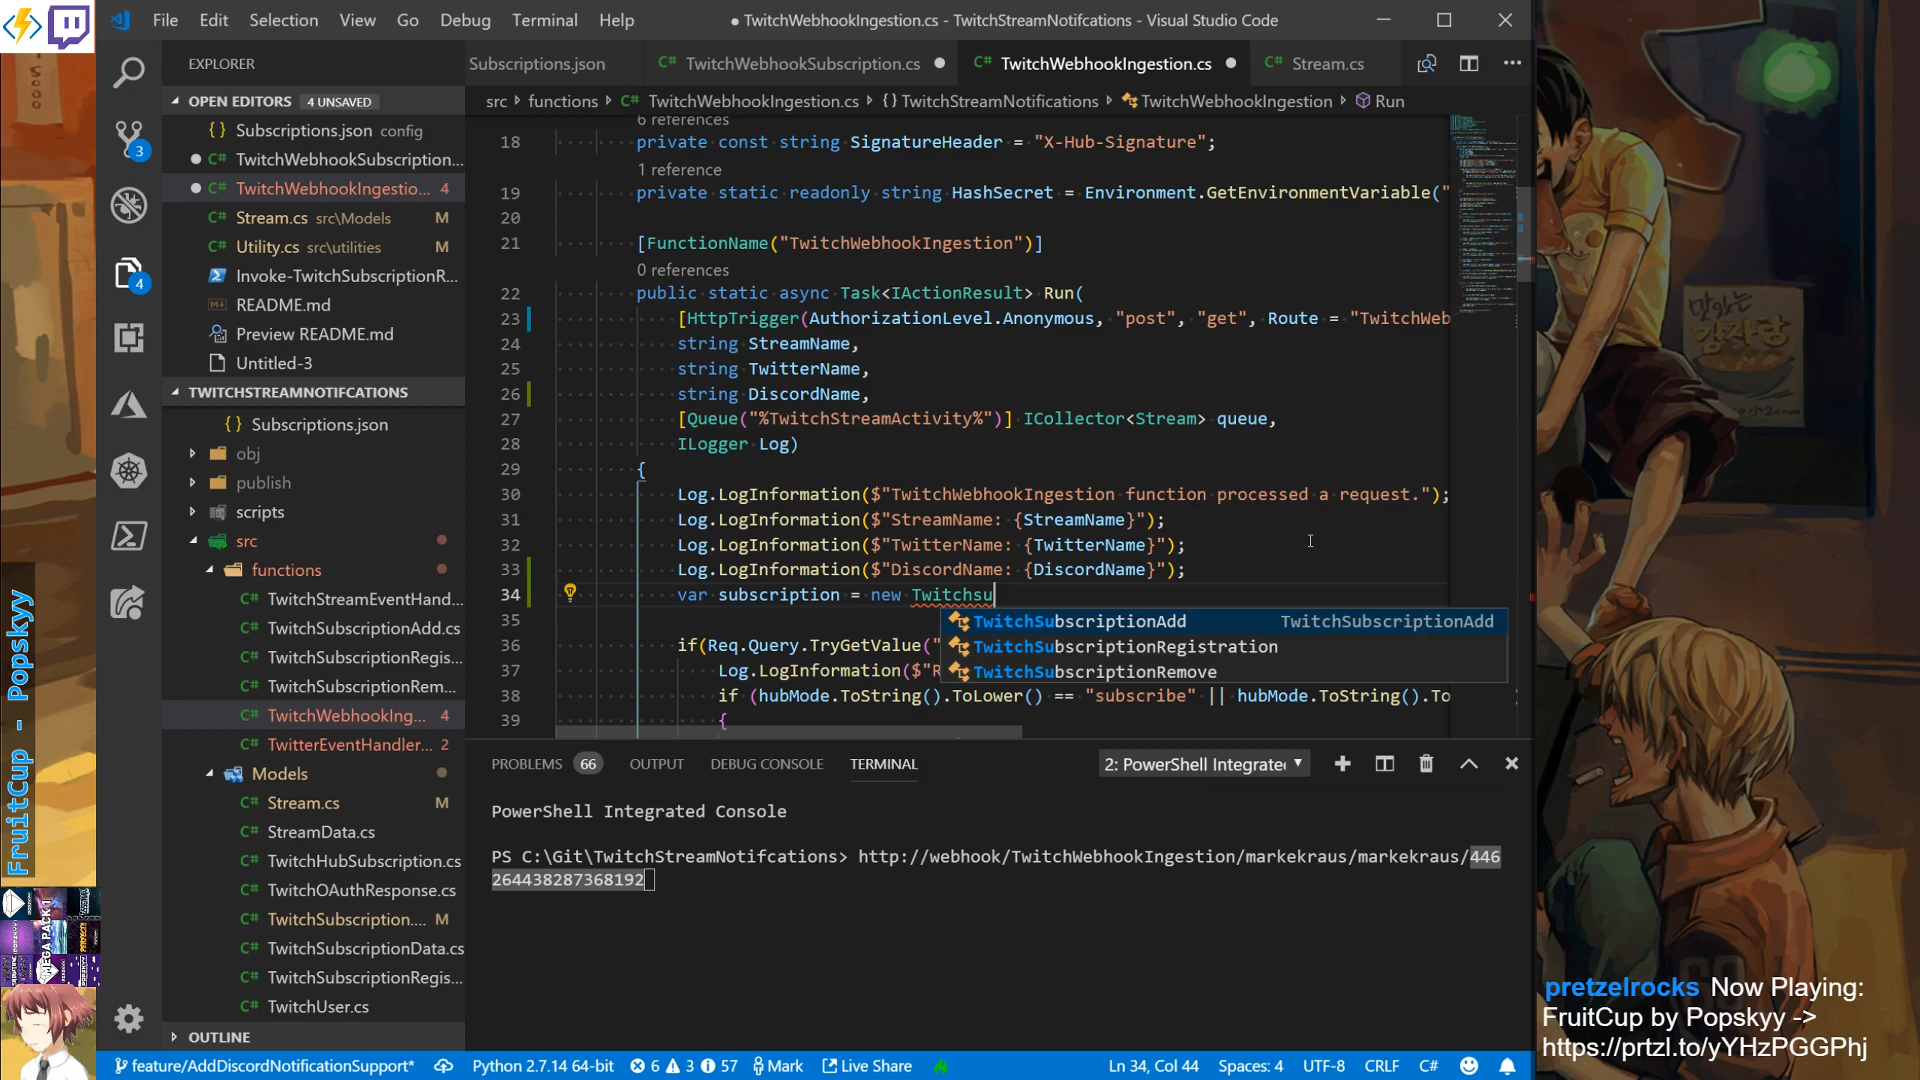 File Edit Selection View Go Debug Terminal Help
● TwitchWebhookIngestion.cs - TwitchStreamNotifcations - Visual Studio Code
EXPLORER
OPEN EDITORS 4 UNSAVED
Subscriptions.json config
TwitchWebhookSubscription...
TwitchWebhookIngestio... 4
Stream.cs src\Models M
Utility.cs src\utilities M
Invoke-TwitchSubscriptionR...
README.md
Preview README.md
Untitled-3
TWITCHSTREAMNOTIFCATIONS
Subscriptions.json
obj
publish
scripts
src
functions
TwitchStreamEventHand...
TwitchSubscriptionAdd.cs
TwitchSubscriptionRegis...
TwitchSubscriptionRem...
TwitchWebhookIng... 4
TwitterEventHandler... 2
Models
Stream.cs M
StreamData.cs
TwitchHubSubscription.cs
TwitchOAuthResponse.cs
TwitchSubscription.... M
TwitchSubscriptionData.cs
TwitchSubscriptionRegis...
TwitchUser.cs
OUTLINE
3
4
Subscriptions.json TwitchWebhookSubscription.cs TwitchWebhookIngestion.cs Stream.cs
src functions TwitchWebhookIngestion.cs {} TwitchStreamNotifications TwitchWebhookIngestion Run
6 references
18 private const string SignatureHeader = "X-Hub-Signature";
1 reference
19 private static readonly string HashSecret = Environment.GetEnvironmentVariable("
20
21 [FunctionName("TwitchWebhookIngestion")]
0 references
22 public static async Task<IActionResult> Run(
23 [HttpTrigger(AuthorizationLevel.Anonymous, "post", "get", Route = "TwitchWeb
24 string StreamName,
25 string TwitterName,
26 string DiscordName,
27 [Queue("%TwitchStreamActivity%")] ICollector<Stream> queue,
28 ILogger Log)
29 {
30 Log.LogInformation($"TwitchWebhookIngestion function processed a request.");
31 Log.LogInformation($"StreamName: {StreamName}");
32 Log.LogInformation($"TwitterName: {TwitterName}");
33 Log.LogInformation($"DiscordName: {DiscordName}");
34 var subscription = new Twitchsu
TwitchSubscriptionAdd TwitchSubscriptionAdd
TwitchSubscriptionRegistration
TwitchSubscriptionRemove
35
36 if(Req.Query.TryGetValue("
37 Log.LogInformation($"R
38 if (hubMode.ToString().ToLower() == "subscribe" || hubMode.ToString().To
39 {
PROBLEMS 66 OUTPUT DEBUG CONSOLE TERMINAL 2: PowerShell Integrate
PowerShell Integrated Console
PS C:\Git\TwitchStreamNotifcations> http://webhook/TwitchWebhookIngestion/markekraus/markekraus/446
264438287368192
feature/AddDiscordNotificationSupport* Python 2.7.14 64-bit 6 3 57 Mark Live Share Ln 34, Col 44 Spaces: 4 UTF-8 CRLF C#
FruitCup - Popskyy
MEGA PACK 1
맛있는
감자탕
pretzelrocks Now Playing:
FruitCup by Popskyy ->
https://prtzl.to/yYHzPGGPhj